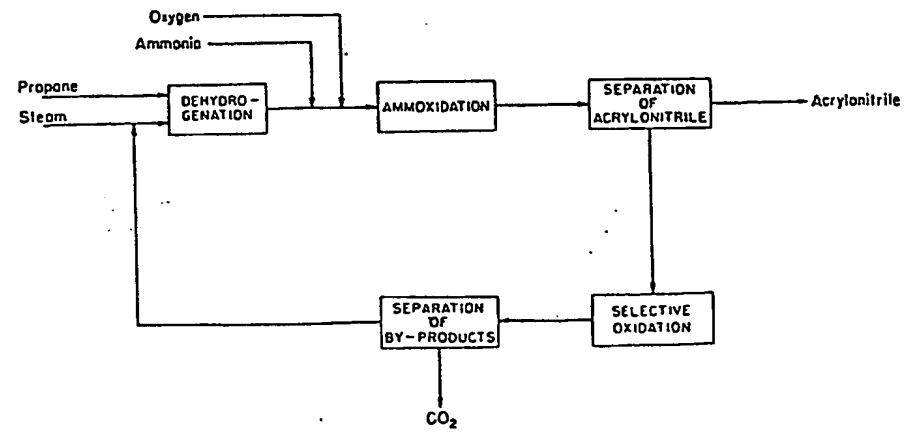 Oxygen
Ammonia
Propane
Steam
DEHYDRO-
GENATION
AMMOXIDATION
SEPARATION
OF
ACRYLONITRILE
Acrylonitrile
SEPARATION
OF
BY-PRODUCTS
SELECTIVE
OXIDATION
CO₂